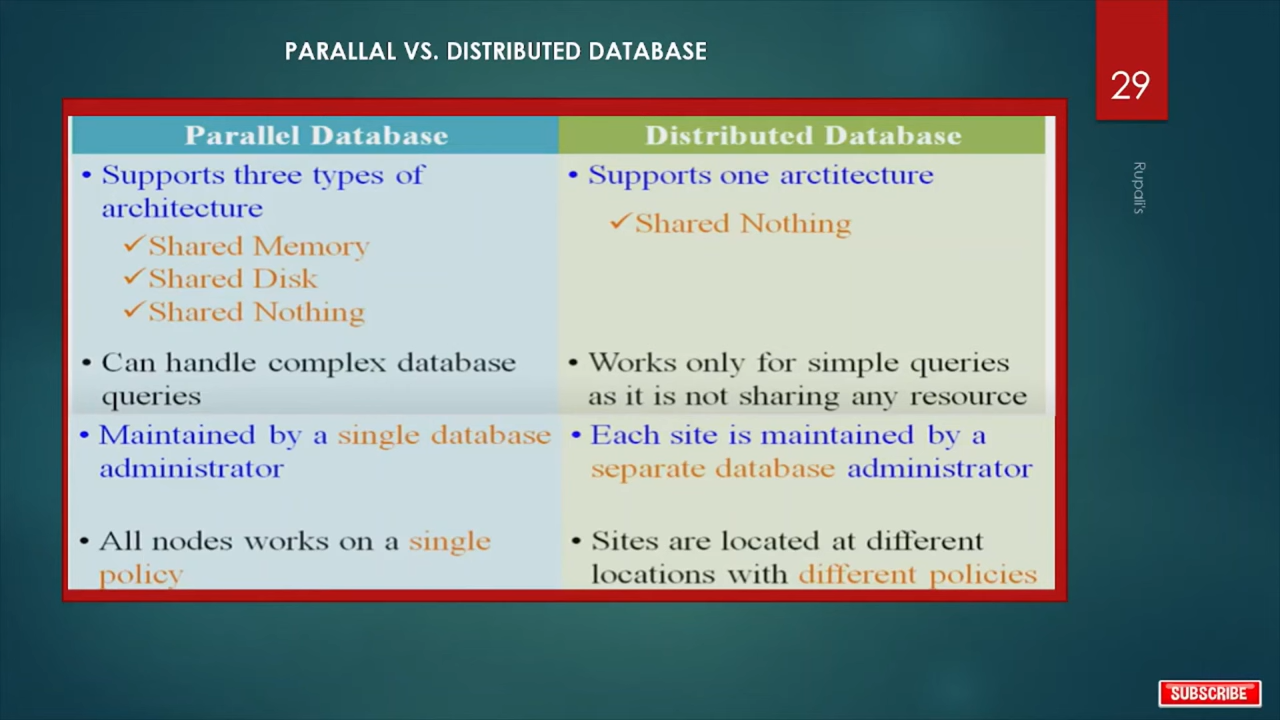 PARALLAL VS. DISTRIBUTED DATABASE
29
Rupali's
Parallel Database
• Supports three types of
architecture
✓Shared Memory
✓Shared Disk
✓Shared Nothing
• Can handle complex database
queries
• Maintained by a single database
administrator
• All nodes works on a single
policy
Distributed Database
• Supports one arctitecture
✓Shared Nothing
• Works only for simple queries
as it is not sharing any resource
• Each site is maintained by a
separate database administrator
• Sites are located at different
locations with different policies
SUBSCRIBE